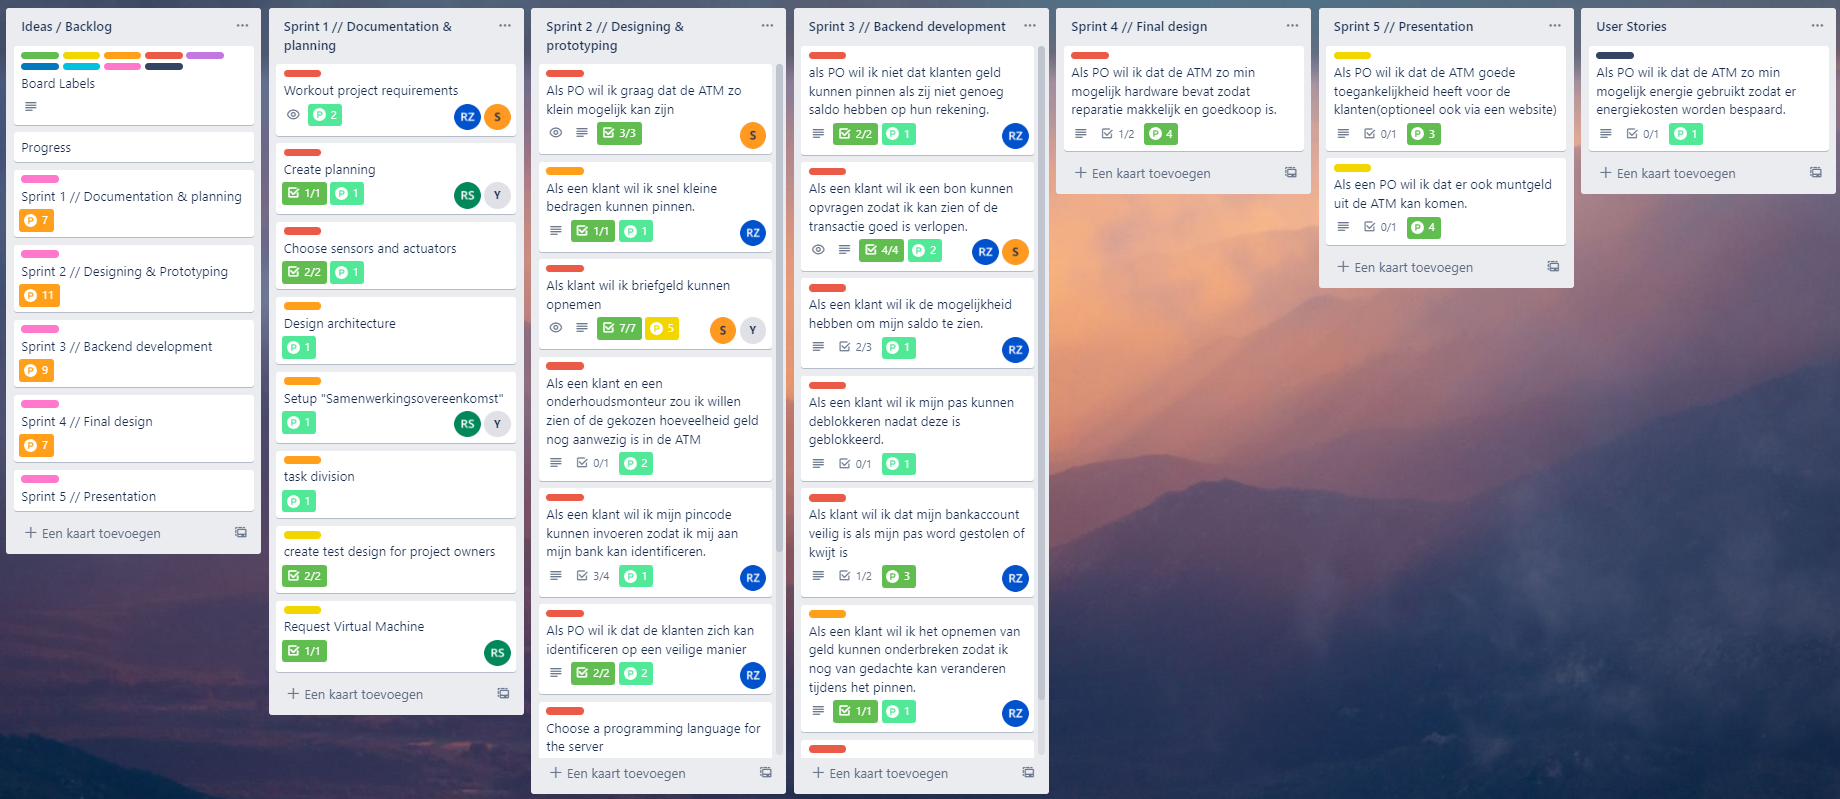 Ideas / Backlog
Board Labels
Progress
Sprint 1 // Documentation & planning
P 7
Sprint 2 // Designing & Prototyping
P 11
Sprint 3 // Backend development
P 9
Sprint 4 // Final design
P 7
Sprint 5 // Presentation
+ Een kaart toevoegen
Sprint 1 // Documentation &
planning
Workout project requirements
P 2
RZ S
Create planning
1/1 P 1
RS Y
Choose sensors and actuators
2/2 P 1
Design architecture
P 1
Setup "Samenwerkingsovereenkomst"
P 1
RS Y
task division
P 1
create test design for project owners
2/2
Request Virtual Machine
1/1
RS
+ Een kaart toevoegen
Sprint 2 // Designing &
prototyping
Als PO wil ik graag dat de ATM zo
klein mogelijk kan zijn
3/3
S
Als een klant wil ik snel kleine
bedragen kunnen pinnen.
1/1 P 1
RZ
Als klant wil ik briefgeld kunnen
opnemen
7/7 P 5
S Y
Als een klant en een
onderhoudsmonteur zou ik willen
zien of de gekozen hoeveelheid geld
nog aanwezig is in de ATM
0/1 P 2
Als een klant wil ik mijn pincode
kunnen invoeren zodat ik mij aan
mijn bank kan identificeren.
3/4 P 1
RZ
Als PO wil ik dat de klanten zich kan
identificeren op een veilige manier
2/2 P 2
RZ
Choose a programming language for
the server
+ Een kaart toevoegen
Sprint 3 // Backend development
als PO wil ik niet dat klanten geld
kunnen pinnen als zij niet genoeg
saldo hebben op hun rekening.
2/2 P 1
RZ
Als een klant wil ik een bon kunnen
opvragen zodat ik kan zien of de
transactie goed is verlopen.
4/4 P 2
RZ S
Als een klant wil ik de mogelijkheid
hebben om mijn saldo te zien.
2/3 P 1
RZ
Als een klant wil ik mijn pas kunnen
deblokkeren nadat deze is
geblokkeerd.
0/1 P 1
Als klant wil ik dat mijn bankaccount
veilig is als mijn pas word gestolen of
kwijt is
1/2 P 3
RZ
Als een klant wil ik het opnemen van
geld kunnen onderbreken zodat ik
nog van gedachte kan veranderen
tijdens het pinnen.
1/1 P 1
RZ
+ Een kaart toevoegen
Sprint 4 // Final design
Als PO wil ik dat de ATM zo min
mogelijk hardware bevat zodat
reparatie makkelijk en goedkoop is.
1/2 P 4
+ Een kaart toevoegen
Sprint 5 // Presentation
Als PO wil ik dat de ATM goede
toegankelijkheid heeft voor de
klanten(optioneel ook via een website)
0/1 P 3
Als een PO wil ik dat er ook muntgeld
uit de ATM kan komen.
0/1 P 4
+ Een kaart toevoegen
User Stories
Als PO wil ik dat de ATM zo min
mogelijk energie gebruikt zodat er
energiekosten worden bespaard.
0/1 P 1
+ Een kaart toevoegen